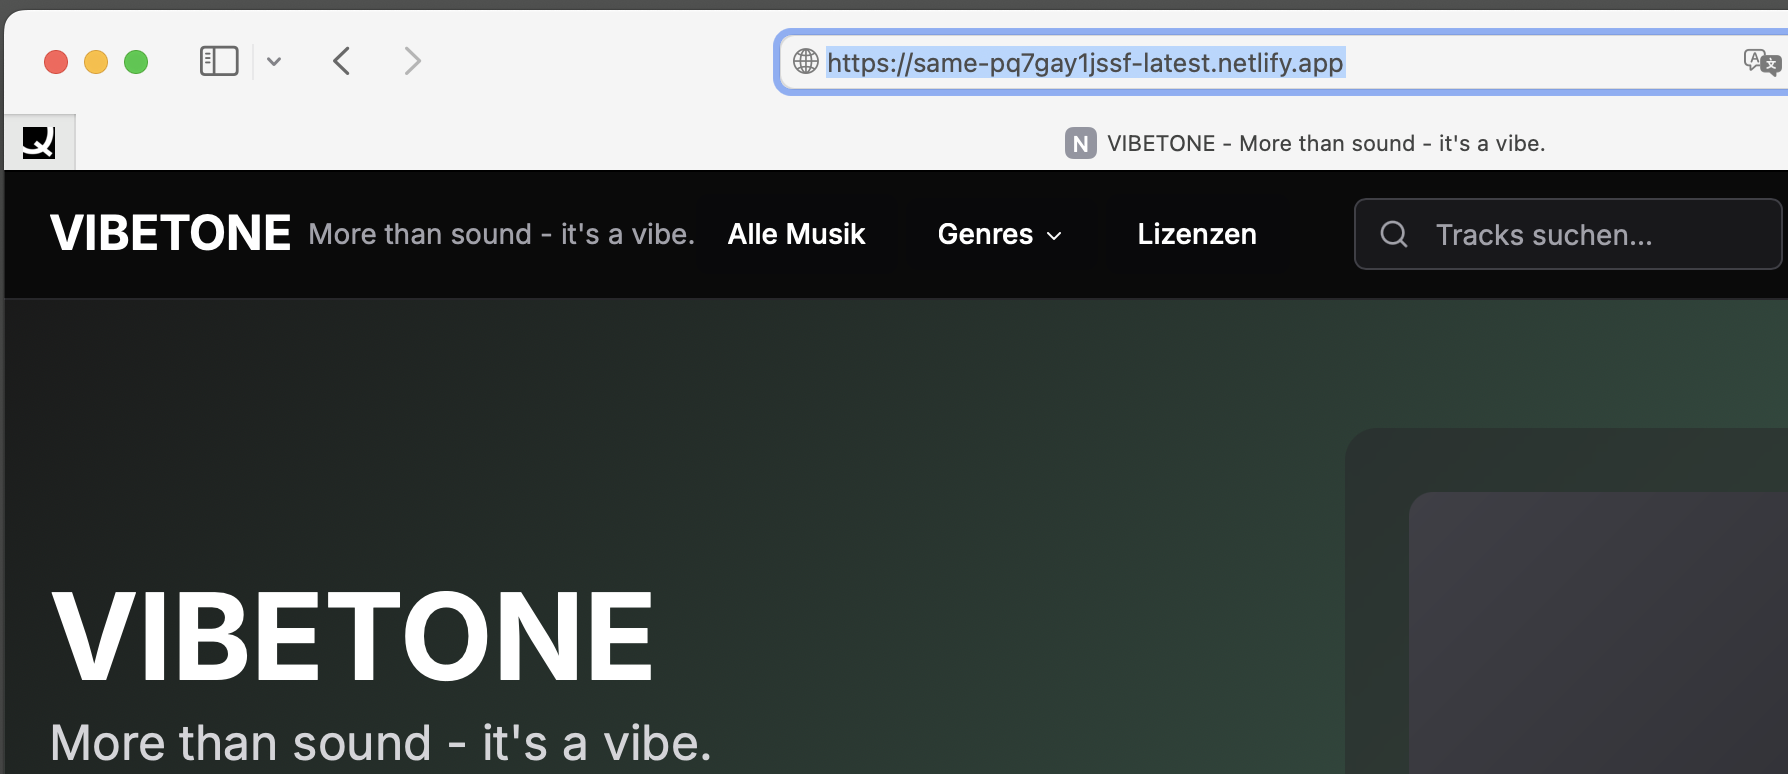 https://same-pq7gay1jssf-latest.netlify.app
N VIBETONE - More than sound - it's a vibe.
VIBETONE More than sound - it's a vibe. Alle Musik Genres Lizenzen Tracks suchen...
VIBETONE
More than sound - it's a vibe.